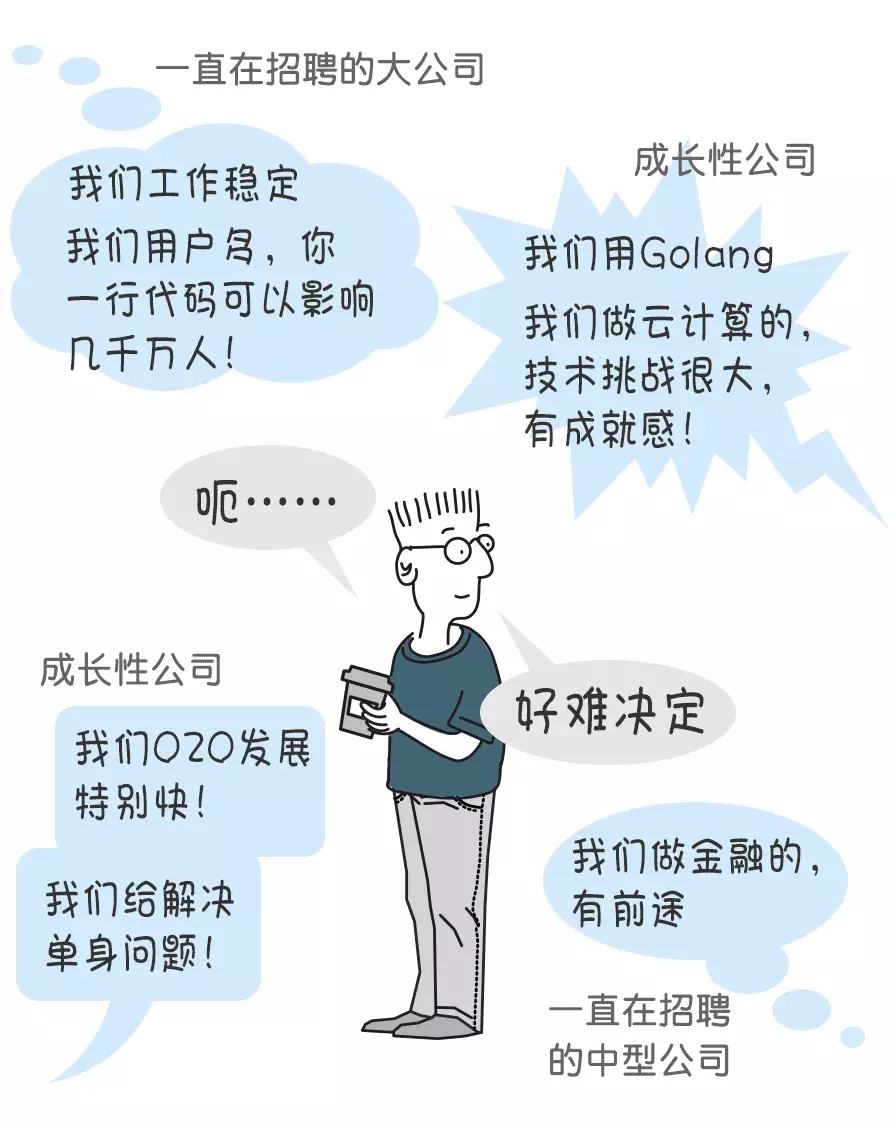 一直在招聘的大公司
我们工作稳定
我们用户名，你
一行代码可以影响
几千万人！
成长性公司
我们用Golang
我们做云计算的，
技术挑战很大，
有成就感！
呃……
好难决定
成长性公司
我们O2O发展
特别快！
我们给解决
单身问题！
我们做金融的，
有前途
一直在招聘
的中型公司